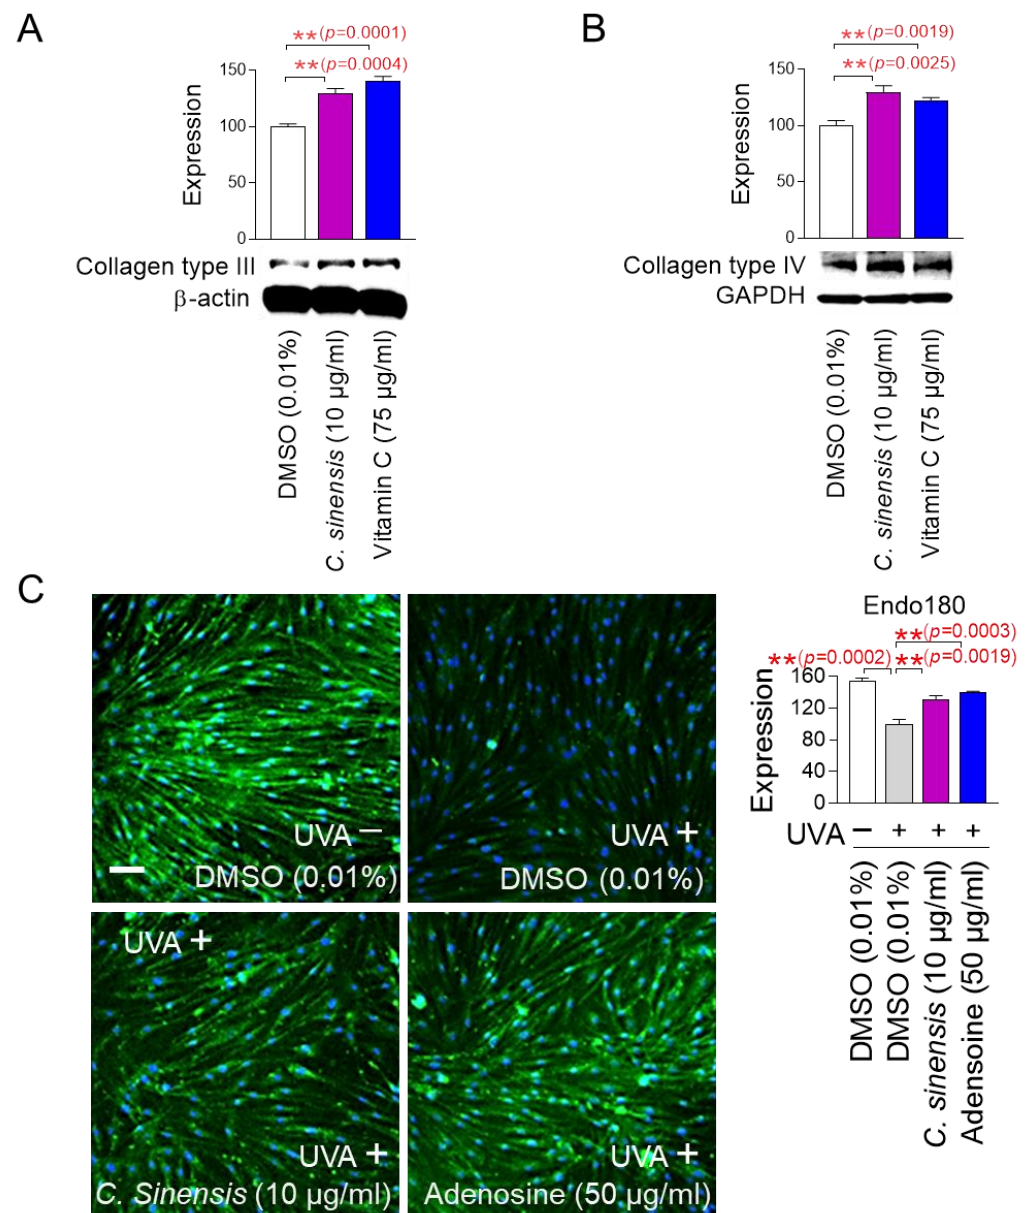 A
**(p=0.0001)
**(p=0.0004)
150
100
50
0
Expression
Collagen type III
β-actin
DMSO (0.01%)
C. sinensis (10 µg/ml)
Vitamin C (75 µg/ml)
B
**(p=0.0019)
**(p=0.0025)
150
100
50
0
Expression
Collagen type IV
GAPDH
DMSO (0.01%)
C. sinensis (10 µg/ml)
Vitamin C (75 µg/ml)
C
UVA −
DMSO (0.01%)
UVA +
DMSO (0.01%)
UVA +
UVA +
C. Sinensis (10 µg/ml)
UVA +
Adenosine (50 µg/ml)
Endo180
**(p=0.0003)
**(p=0.0002) **(p=0.0019)
160
120
80
40
0
Expression
UVA − + + +
DMSO (0.01%)
DMSO (0.01%)
C. sinensis (10 µg/ml)
Adensoine (50 µg/ml)